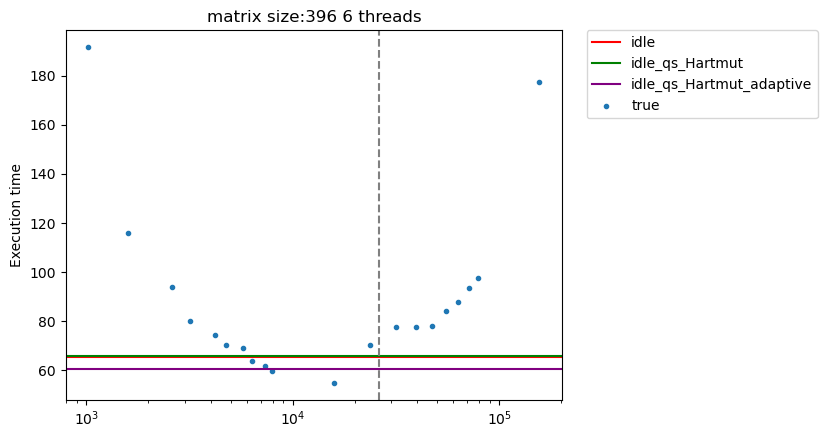 matrix size:396 6 threads
idle
idle_qs_Hartmut
idle_qs_Hartmut_adaptive
true
Execution time
180
160
140
120
100
80
60
10³
10⁴
10⁵